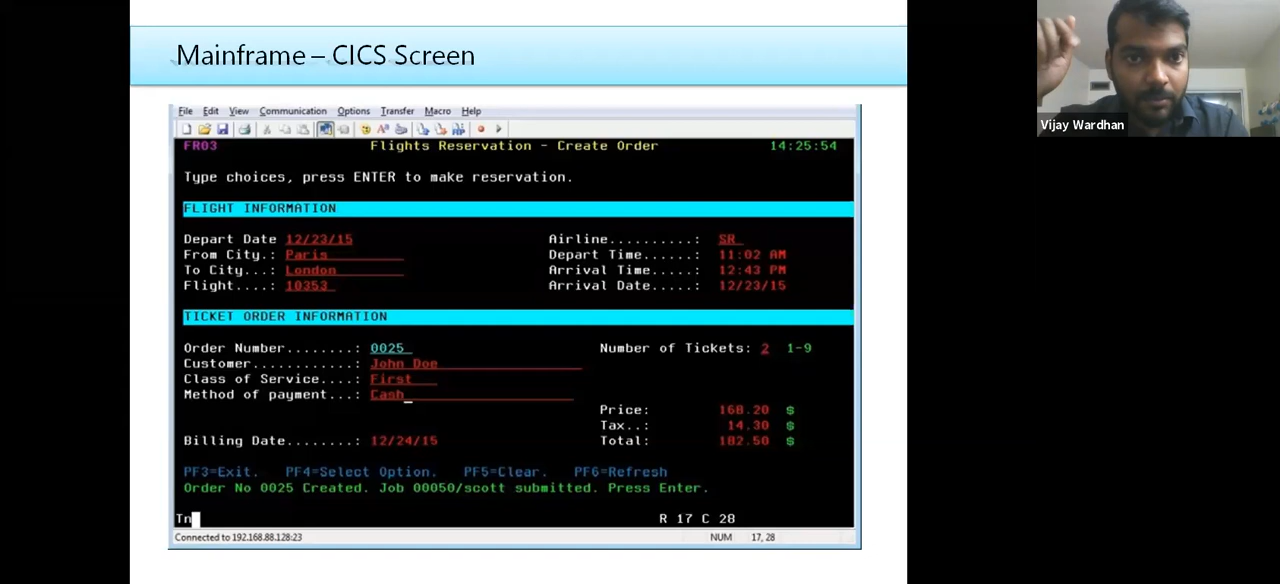 Mainframe – CICS Screen
Vijay Wardhan
File Edit View Communication Options Transfer Macro Help
FR03 Flights Reservation - Create Order 14:25:54
Type choices, press ENTER to make reservation.
FLIGHT INFORMATION
Depart Date 12/23/15 Airline..........: SR
From City.: Paris Depart Time......: 11:02 AM
To City...: London Arrival Time.....: 12:43 PM
Flight....: 10353 Arrival Date.....: 12/23/15
TICKET ORDER INFORMATION
Order Number........: 0025 Number of Tickets: 2 1-9
Customer............: John Doe
Class of Service....: First
Method of payment...: Cash
Price: 168.20 $
Tax..: 14.30 $
Billing Date........: 12/24/15 Total: 182.50 $
PF3=Exit. PF4=Select Option. PF5=Clear. PF6=Refresh
Order No 0025 Created. Job 00050/scott submitted. Press Enter.
Tn R 17 C 28
Connected to 192.168.88.128:23 NUM 17, 28